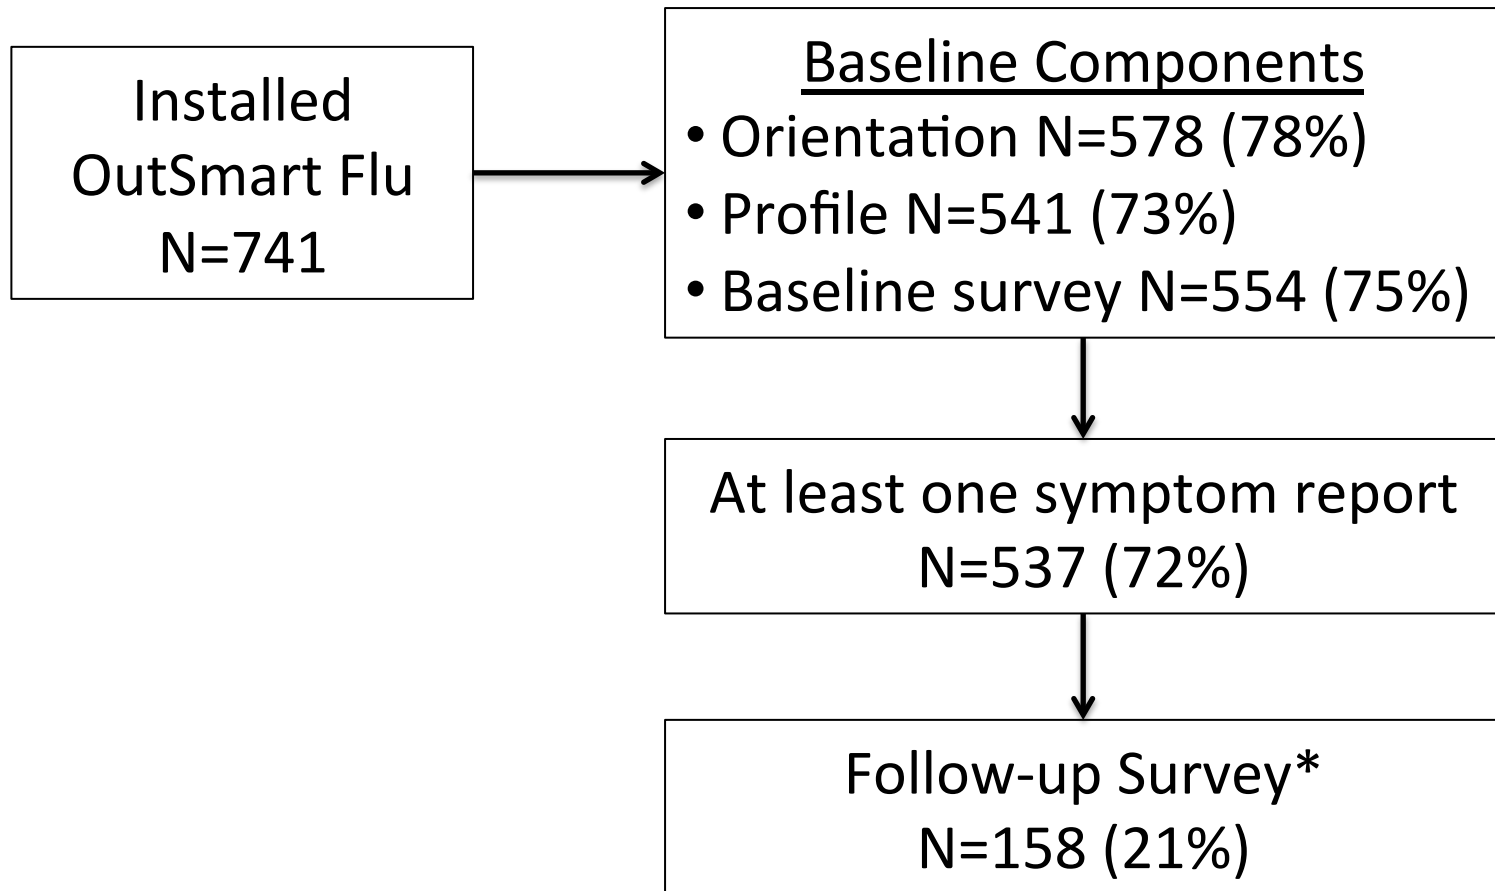 Installed
OutSmart Flu
N=741
Baseline Components
• Orientation N=578 (78%)
• Profile N=541 (73%)
• Baseline survey N=554 (75%)
At least one symptom report
N=537 (72%)
Follow-up Survey*
N=158 (21%)